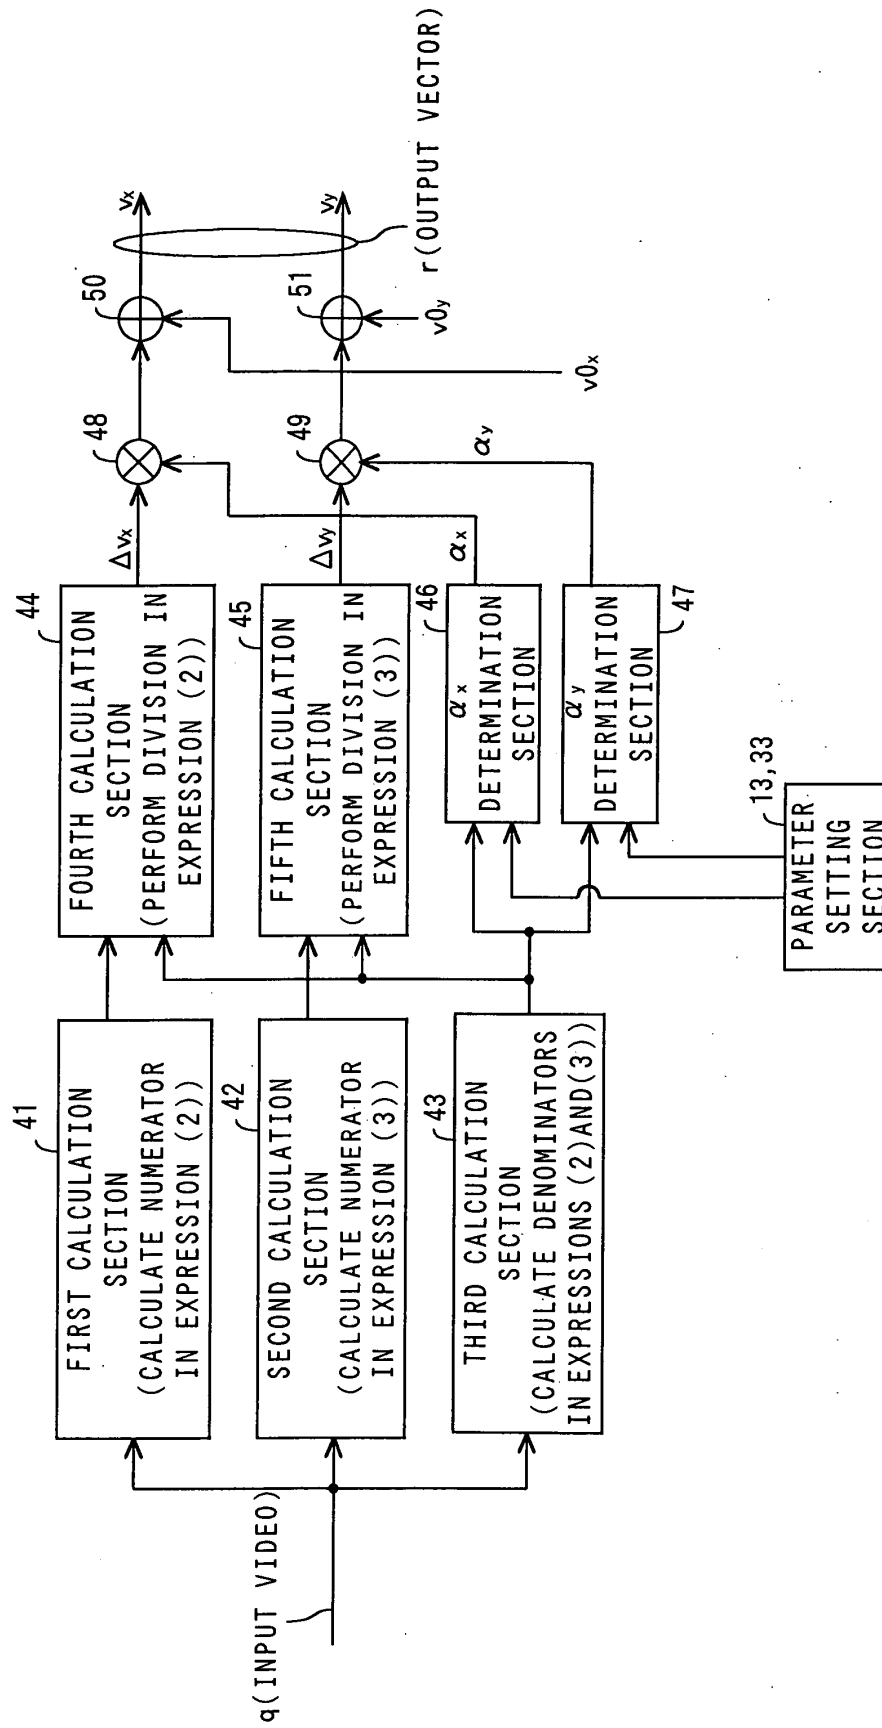 q(INPUT VIDEO)
41
FIRST CALCULATION
SECTION
(CALCULATE NUMERATOR
IN EXPRESSION (2))
42
SECOND CALCULATION
SECTION
(CALCULATE NUMERATOR
IN EXPRESSION (3))
43
THIRD CALCULATION
SECTION
(CALCULATE DENOMINATORS
IN EXPRESSIONS (2)AND(3))
44
FOURTH CALCULATION
SECTION
(PERFORM DIVISION IN
EXPRESSION (2))
45
FIFTH CALCULATION
SECTION
(PERFORM DIVISION IN
EXPRESSION (3))
46
αx
DETERMINATION
SECTION
47
αy
DETERMINATION
SECTION
13,33
PARAMETER
SETTING
SECTION
Δvx
Δvy
αx
αy
48
49
50
51
v0x
v0y
vx
vy
r(OUTPUT VECTOR)